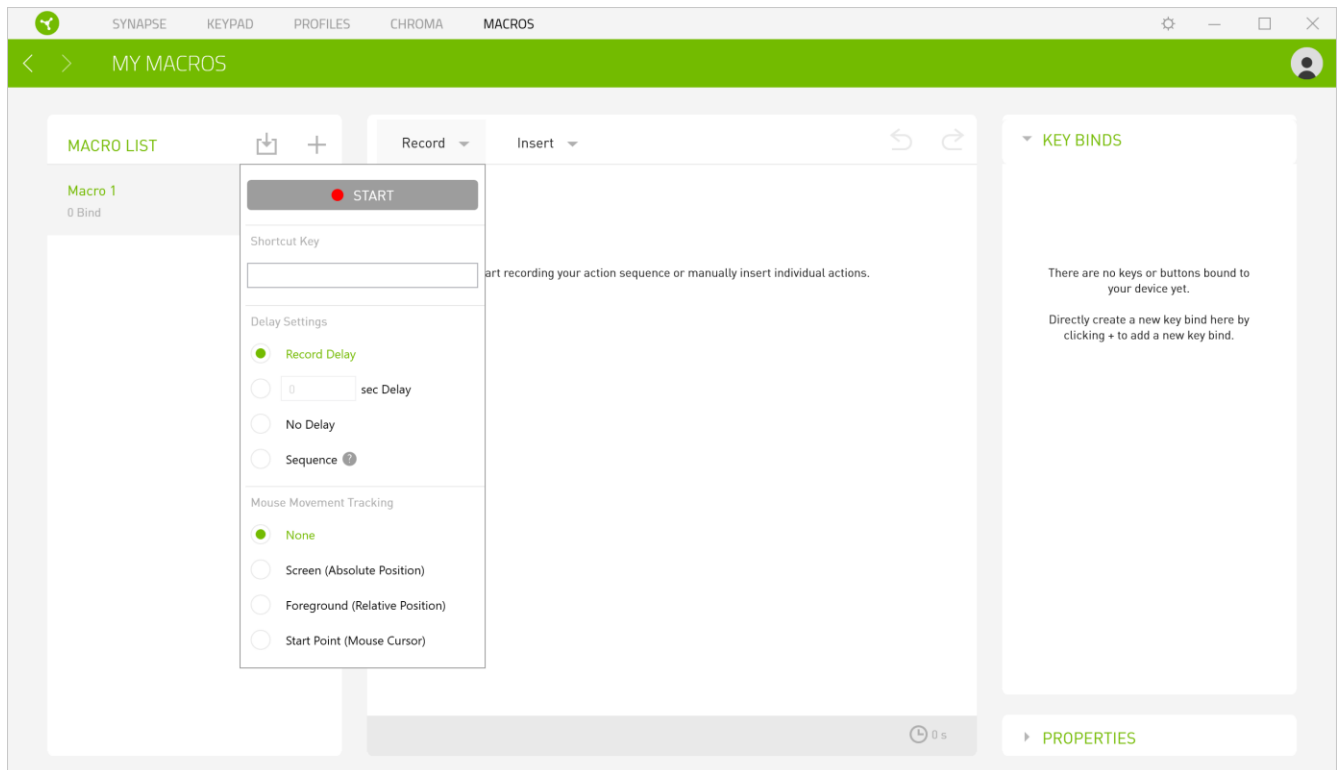 SYNAPSE KEYPAD PROFILES CHROMA MACROS
MY MACROS
MACRO LIST
Macro 1
0 Bind
Record
Insert
START
Shortcut Key
Delay Settings
Record Delay
0 sec Delay
No Delay
Sequence ?
Mouse Movement Tracking
None
Screen (Absolute Position)
Foreground (Relative Position)
Start Point (Mouse Cursor)
art recording your action sequence or manually insert individual actions.
0 s
KEY BINDS
There are no keys or buttons bound to
your device yet.
Directly create a new key bind here by
clicking + to add a new key bind.
PROPERTIES